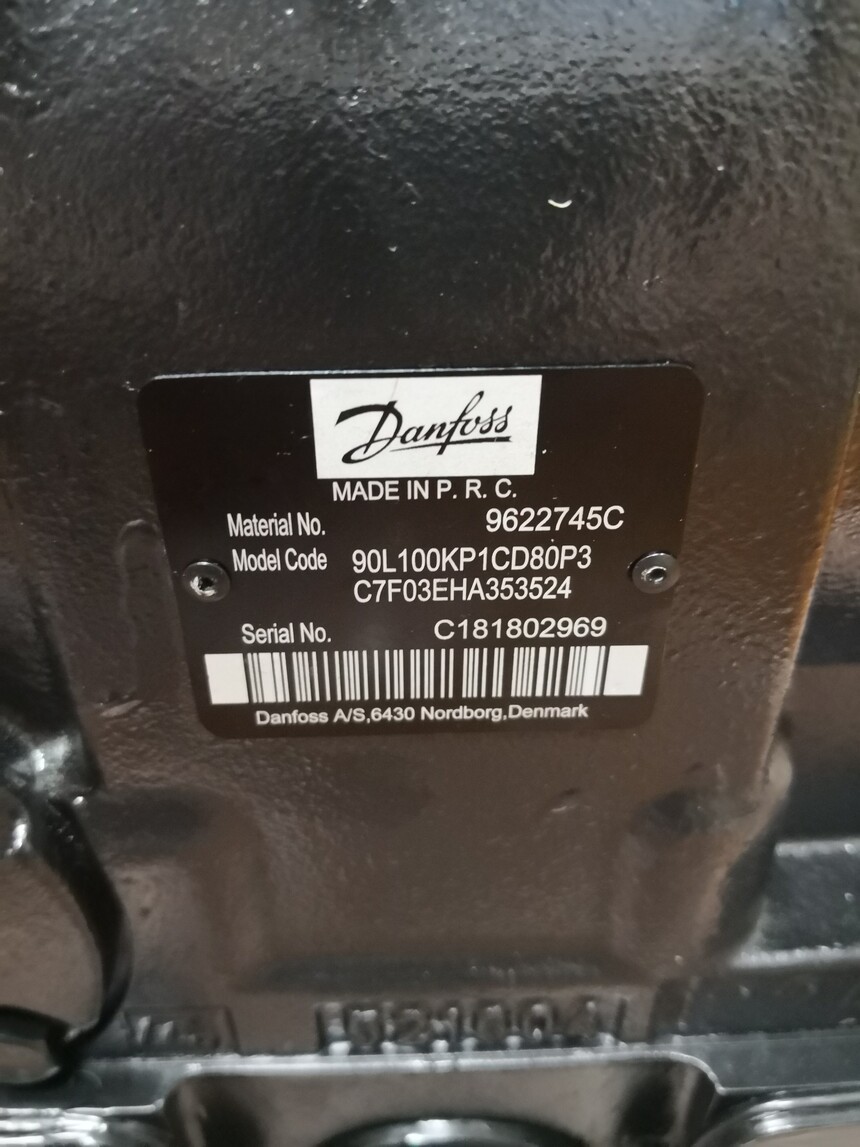 Danfoss
MADE IN P. R. C.
Material No. 9622745C
Model Code 90L100KP1CD80P3
C7F03EHA353524
Serial No. C181802969
Danfoss A/S,6430 Nordborg,Denmark